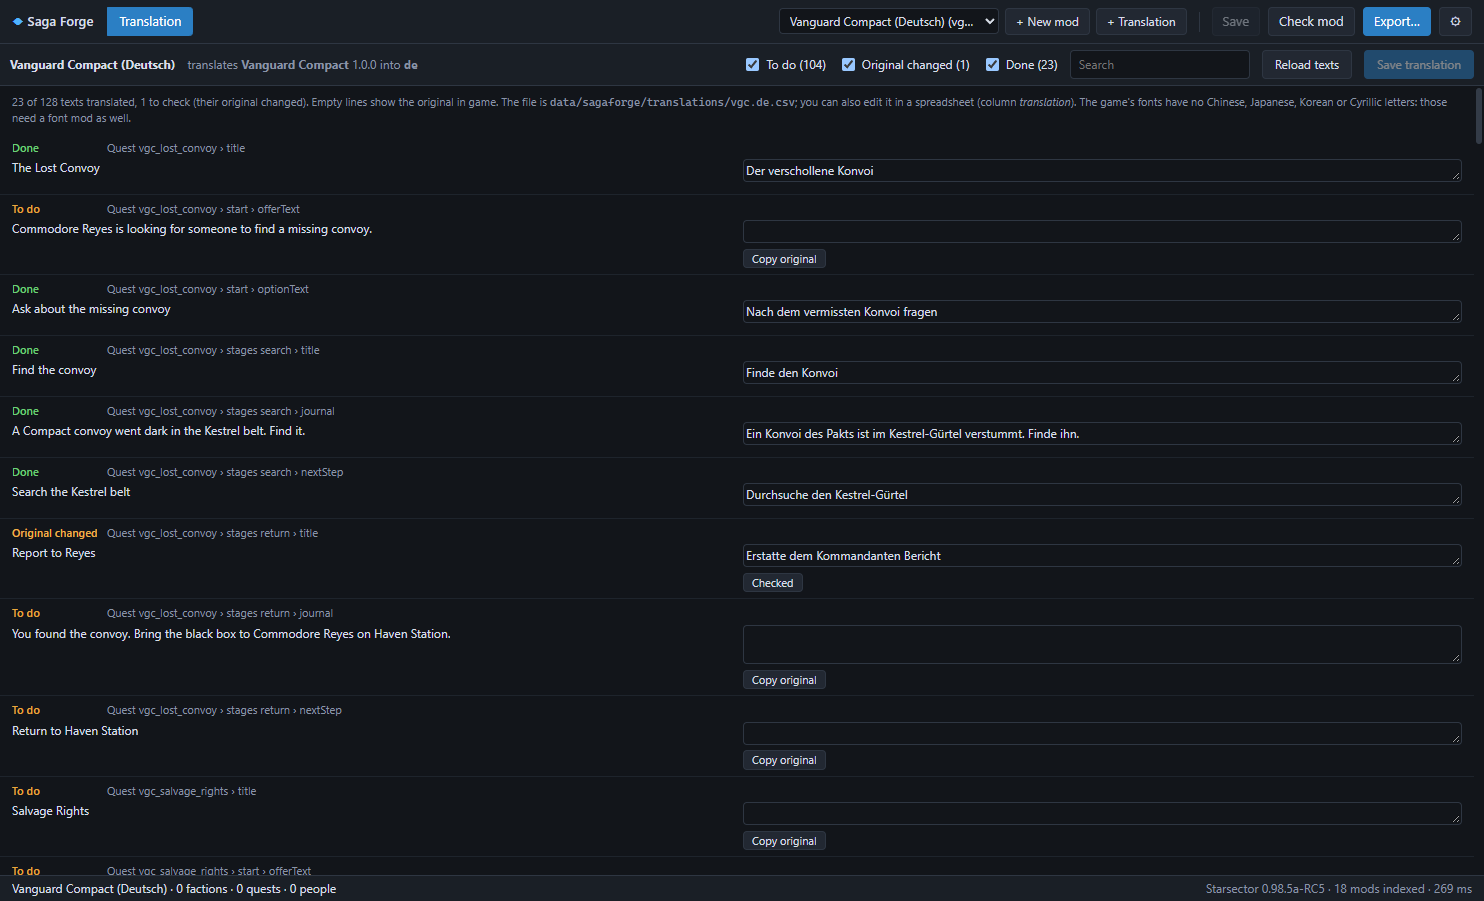 Saga Forge
Translation
Vanguard Compact (Deutsch) (vg...
+ New mod
+ Translation
Save
Check mod
Export...
Vanguard Compact (Deutsch) translates Vanguard Compact 1.0.0 into de
To do (104)
Original changed (1)
Done (23)
Search
Reload texts
Save translation
23 of 128 texts translated, 1 to check (their original changed). Empty lines show the original in game. The file is data/sagaforge/translations/vgc.de.csv; you can also edit it in a spreadsheet (column translation). The game's fonts have no Chinese, Japanese, Korean or Cyrillic letters: those
need a font mod as well.
Done Quest vgc_lost_convoy › title
The Lost Convoy
Der verschollene Konvoi
To do Quest vgc_lost_convoy › start › offerText
Commodore Reyes is looking for someone to find a missing convoy.
Copy original
Done Quest vgc_lost_convoy › start › optionText
Ask about the missing convoy
Nach dem vermissten Konvoi fragen
Done Quest vgc_lost_convoy › stages search › title
Find the convoy
Finde den Konvoi
Done Quest vgc_lost_convoy › stages search › journal
A Compact convoy went dark in the Kestrel belt. Find it.
Ein Konvoi des Pakts ist im Kestrel-Gürtel verstummt. Finde ihn.
Done Quest vgc_lost_convoy › stages search › nextStep
Search the Kestrel belt
Durchsuche den Kestrel-Gürtel
Original changed Quest vgc_lost_convoy › stages return › title
Report to Reyes
Erstatte dem Kommandanten Bericht
Checked
To do Quest vgc_lost_convoy › stages return › journal
You found the convoy. Bring the black box to Commodore Reyes on Haven Station.
Copy original
To do Quest vgc_lost_convoy › stages return › nextStep
Return to Haven Station
Copy original
To do Quest vgc_salvage_rights › title
Salvage Rights
Copy original
To do Quest vgc_salvage_rights › start › offerText
Vanguard Compact (Deutsch) · 0 factions · 0 quests · 0 people
Starsector 0.98.5a-RC5 · 18 mods indexed · 269 ms